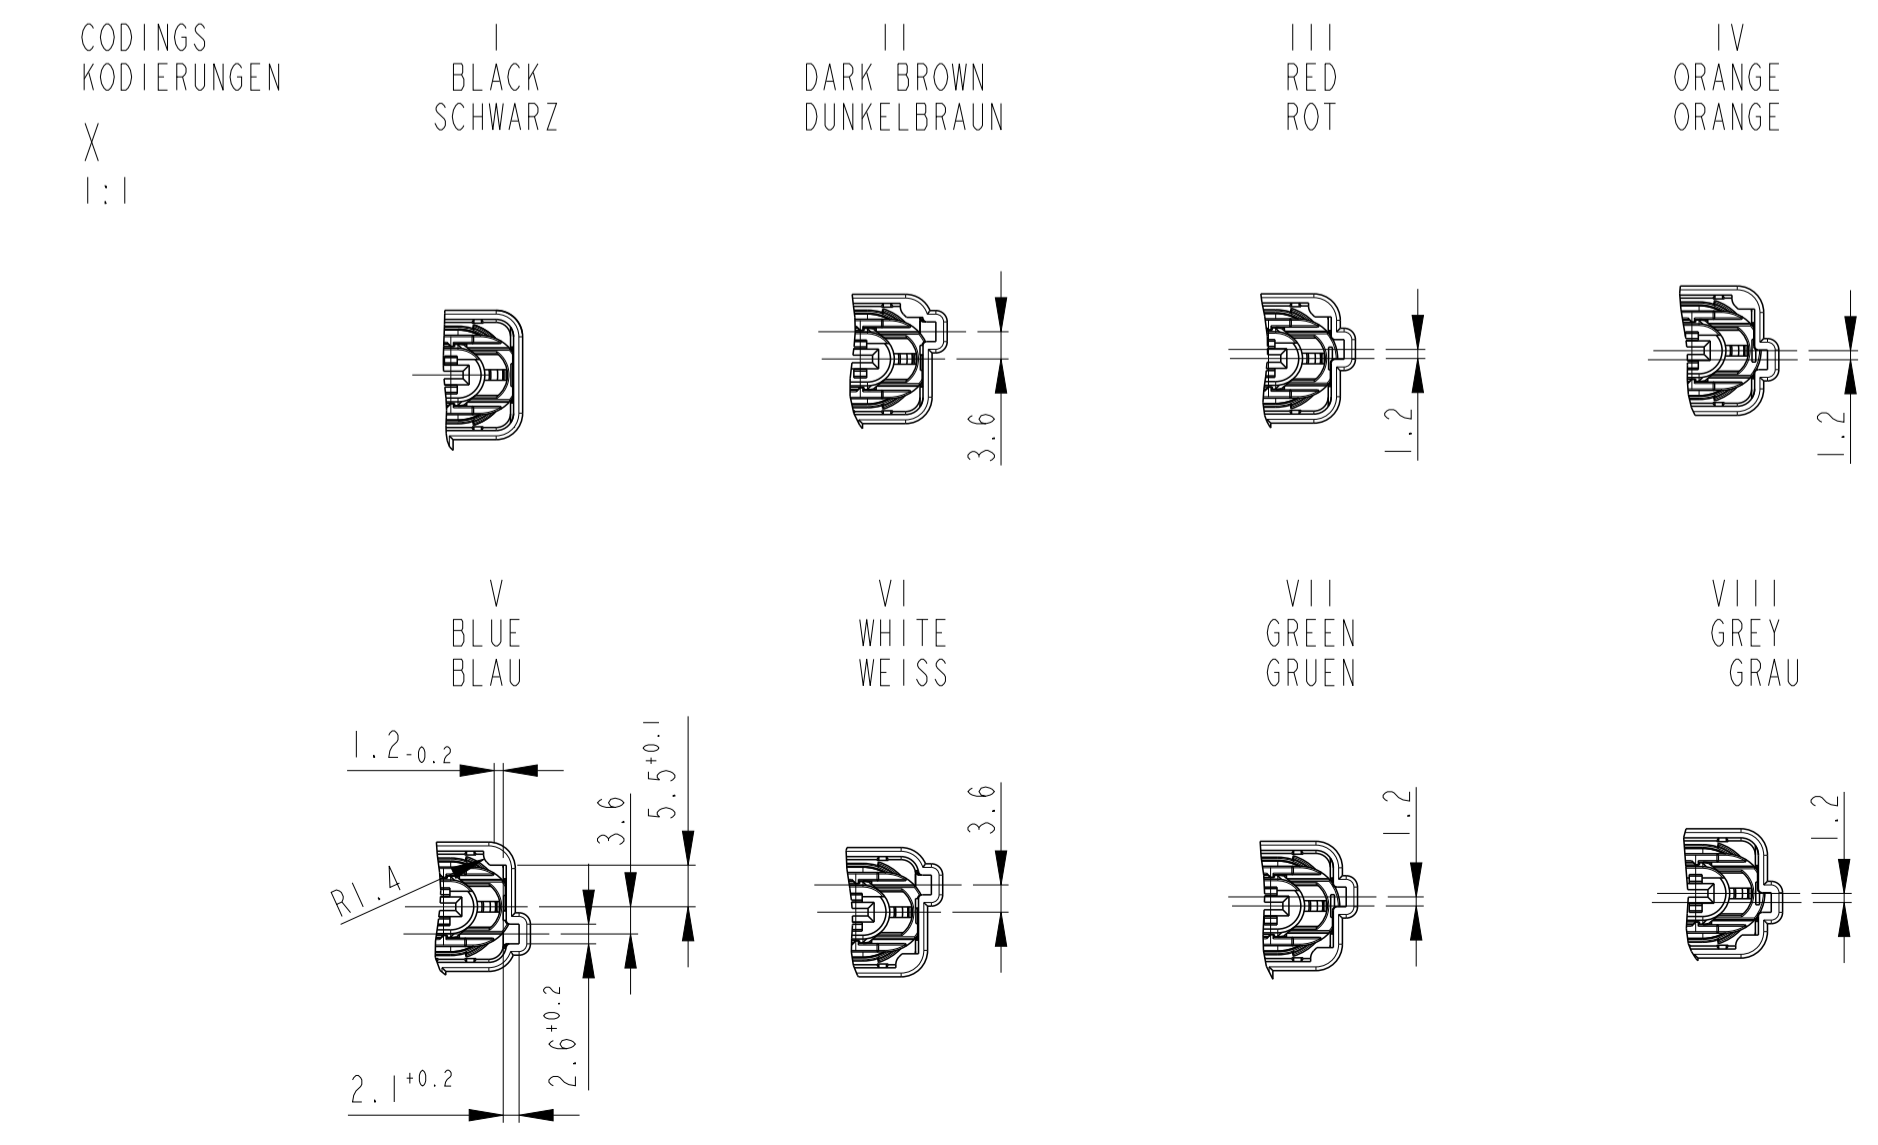 CODINGS
KODIERUNGEN
X
1:1
I
BLACK
SCHWARZ
II
DARK BROWN
DUNKELBRAUN
III
RED
ROT
IV
ORANGE
ORANGE
3.6
1.2
1.2
V
BLUE
BLAU
VI
WHITE
WEISS
VII
GREEN
GRUEN
VIII
GREY
GRAU
1.2-0.2
5.5+0.1
3.6
R1.4
2.6+0.2
2.1+0.2
3.6
1.2
1.2